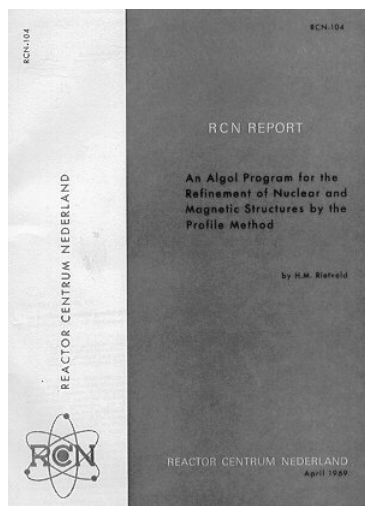 RCN-104
RCN-104
RCN REPORT
An Algol Program for the
Refinement of Nuclear and
Magnetic Structures by the
Profile Method
by H.M. Rietveld
REACTOR CENTRUM NEDERLAND
RCN
REACTOR CENTRUM NEDERLAND
April 1969